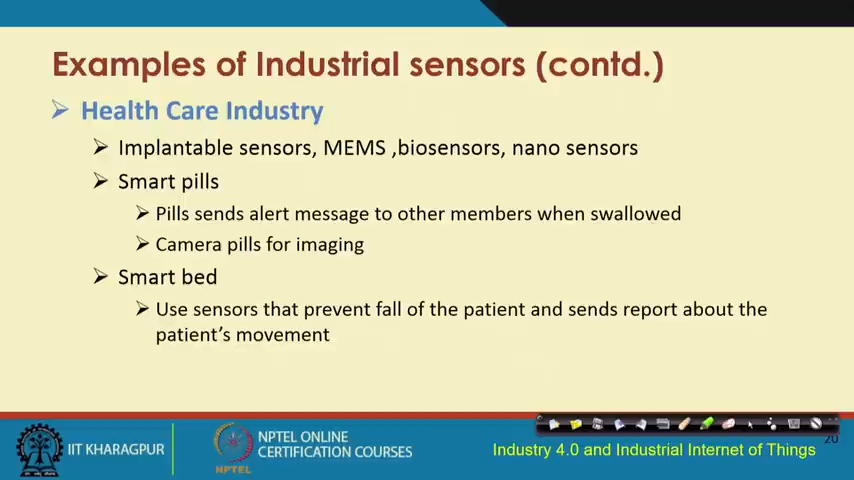 Examples of Industrial sensors (contd.)
Health Care Industry
Implantable sensors, MEMS ,biosensors, nano sensors
Smart pills
Pills sends alert message to other members when swallowed
Camera pills for imaging
Smart bed
Use sensors that prevent fall of the patient and sends report about the
patient's movement
IIT KHARAGPUR
NPTEL
NPTEL ONLINE
CERTIFICATION COURSES
Industry 4.0 and Industrial Internet of Things
20